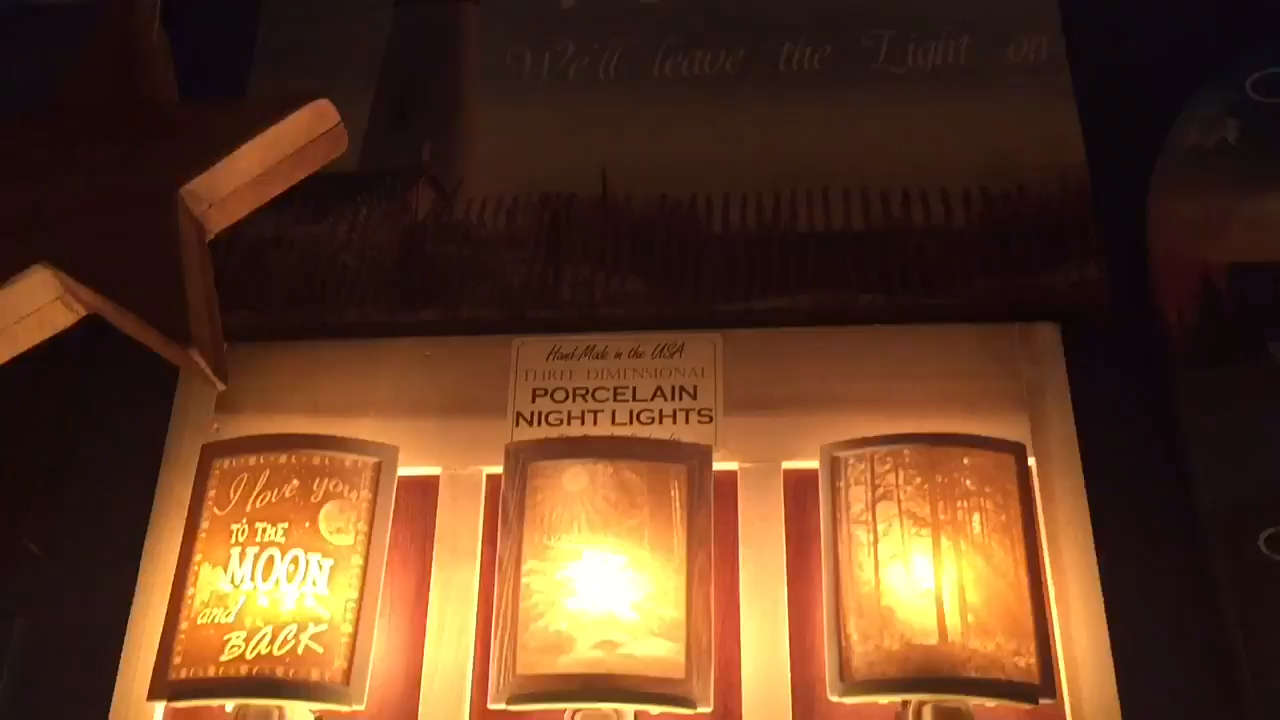 We'll leave the Light on
Hand-Made in the USA
THREE DIMENSIONAL
PORCELAIN
NIGHT LIGHTS
I love you
TO THE
MOON
and
BACK